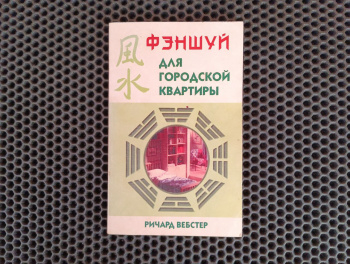 風水
ФЭНШУЙ
ДЛЯ
ГОРОДСКОЙ
КВАРТИРЫ
РИЧАРД ВЕБСТЕР